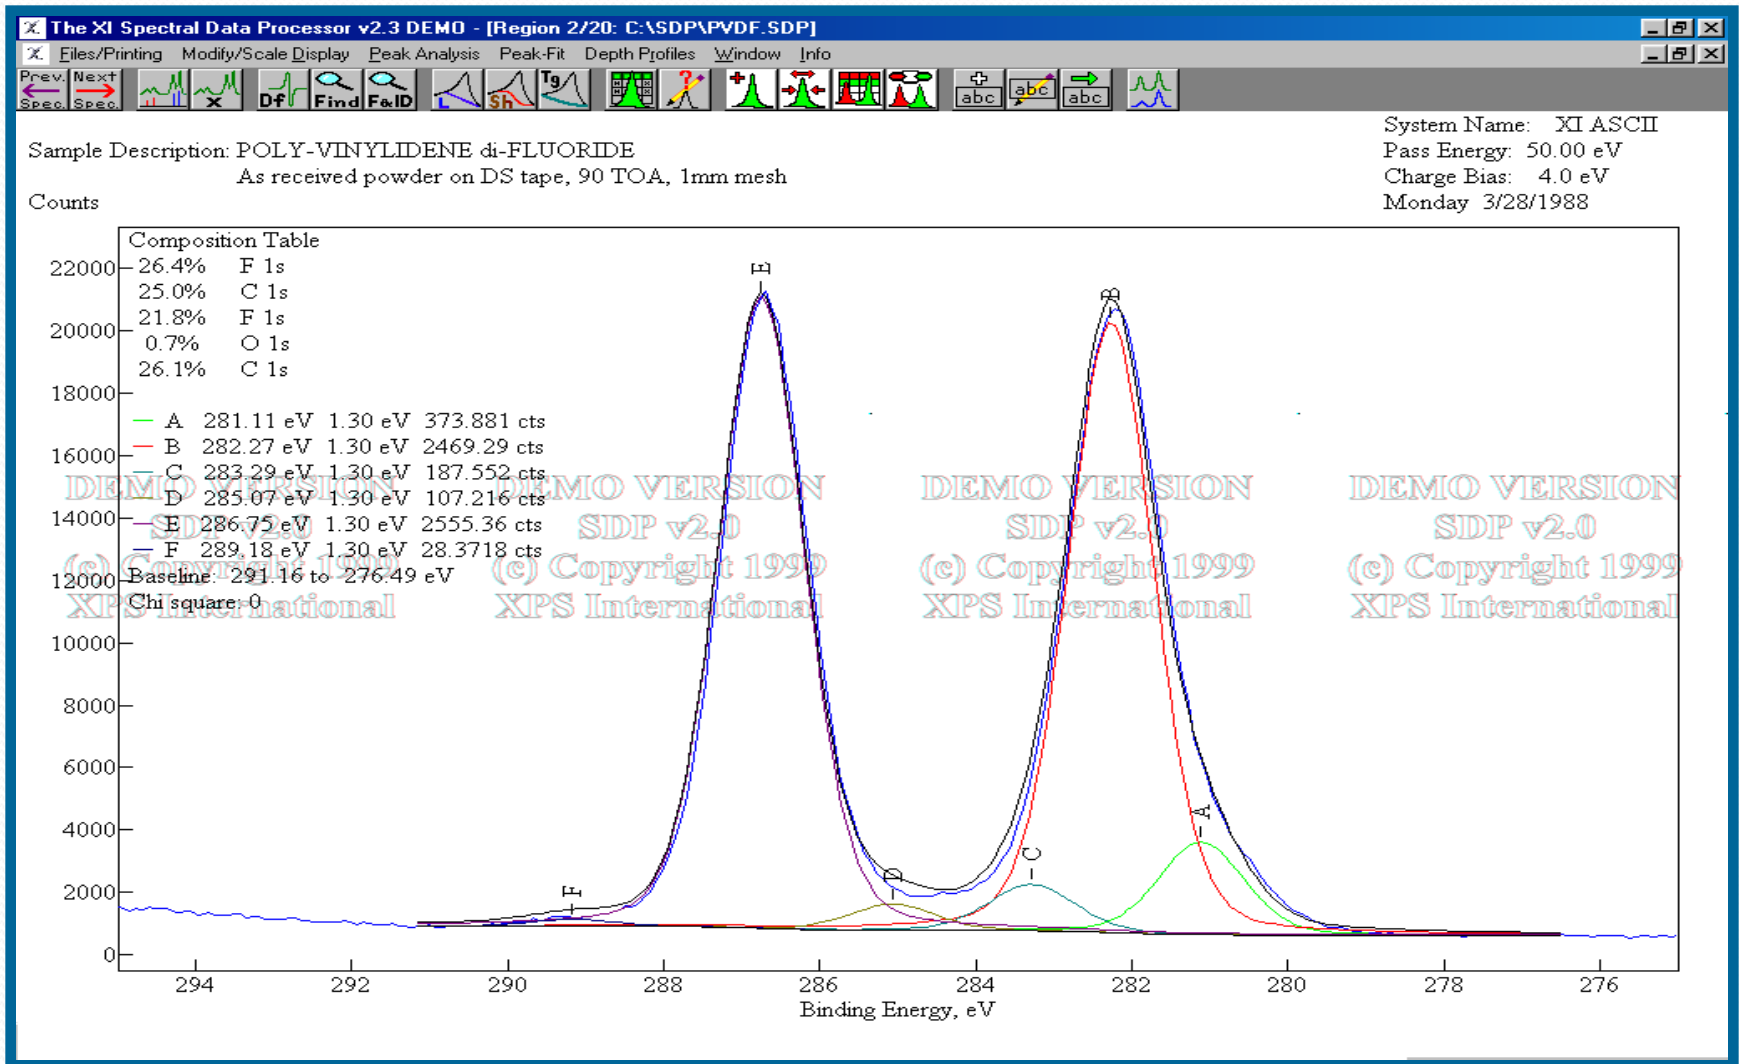 The XI Spectral Data Processor v2.3 DEMO - [Region 2/20: C:\SDP\PVDF.SDP]
Files/Printing Modify/Scale Display Peak Analysis Peak-Fit Depth Profiles Window Info
Prev. Next Tg ?
Spec. Spec. x Df Find F&ID L Sh abc abc abc
System Name: XI ASCII
Sample Description: POLY-VINYLIDENE di-FLUORIDE
Pass Energy: 50.00 eV
As received powder on DS tape, 90 TOA, 1mm mesh
Charge Bias: 4.0 eV
Counts
Monday 3/28/1988
Composition Table
22000
26.4% F 1s
25.0% C 1s
21.8% F 1s
20000
0.7% O 1s
26.1% C 1s
18000
A 281.11 eV 1.30 eV 373.881 cts
B 282.27 eV 1.30 eV 2469.29 cts
16000
C 283.29 eV 1.30 eV 187.552 cts
D 285.07 eV 1.30 eV 107.216 cts
14000
E 286.75 eV 1.30 eV 2555.36 cts
F 289.18 eV 1.30 eV 28.3718 cts
12000
Baseline: 291.16 to 276.49 eV
Chi square: 0
DEMO VERSION DEMO VERSION DEMO VERSION DEMO VERSION
SDP v2.0 SDP v2.0 SDP v2.0 SDP v2.0
(c) Copyright 1999 (c) Copyright 1999 (c) Copyright 1999 (c) Copyright 1999
XPS International XPS International XPS International XPS International
10000
8000
6000
4000
2000
0
E
B
A
C
D
F
294 292 290 288 286 284 282 280 278 276
Binding Energy, eV